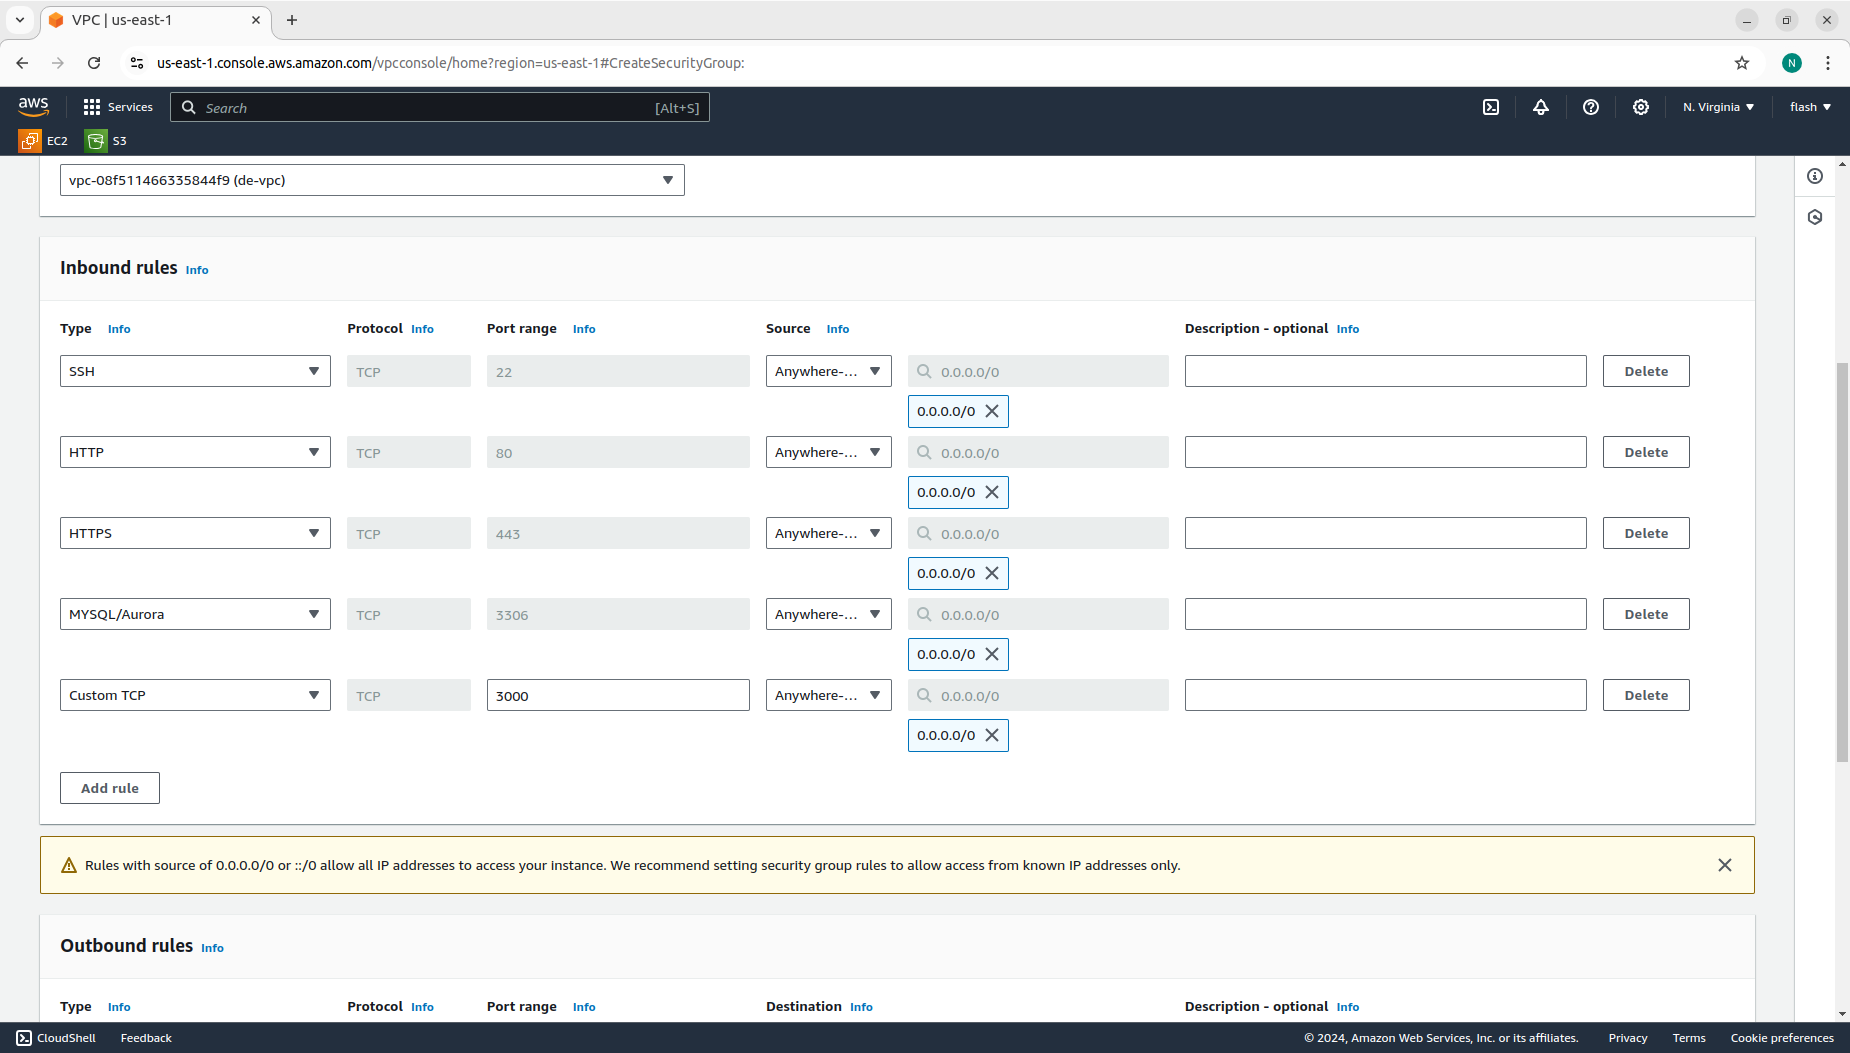 VPC | us-east-1
us-east-1.console.aws.amazon.com/vpcconsole/home?region=us-east-1#CreateSecurityGroup:
N
aws Services Search [Alt+S] N. Virginia flash
EC2 S3
vpc-08f511466335844f9 (de-vpc)
Inbound rules Info
Type Info Protocol Info Port range Info Source Info Description - optional Info
SSH TCP 22 Anywhere-... 0.0.0.0/0 Delete
0.0.0.0/0
HTTP TCP 80 Anywhere-... 0.0.0.0/0 Delete
0.0.0.0/0
HTTPS TCP 443 Anywhere-... 0.0.0.0/0 Delete
0.0.0.0/0
MYSQL/Aurora TCP 3306 Anywhere-... 0.0.0.0/0 Delete
0.0.0.0/0
Custom TCP TCP 3000 Anywhere-... 0.0.0.0/0 Delete
0.0.0.0/0
Add rule
Rules with source of 0.0.0.0/0 or ::/0 allow all IP addresses to access your instance. We recommend setting security group rules to allow access from known IP addresses only.
Outbound rules Info
Type Info Protocol Info Port range Info Destination Info Description - optional Info
CloudShell Feedback © 2024, Amazon Web Services, Inc. or its affiliates. Privacy Terms Cookie preferences